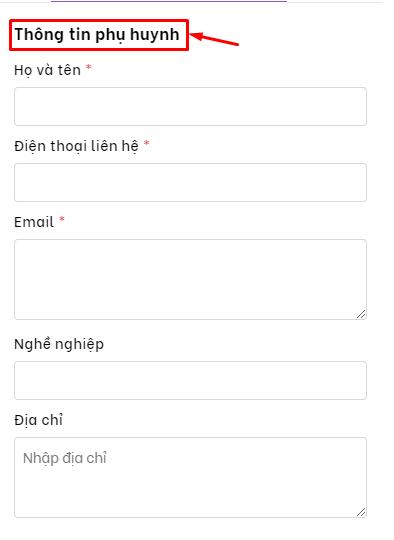 Thông tin phụ huynh
Họ và tên *
Điện thoại liên hệ *
Email *
Nghề nghiệp
Địa chỉ
Nhập địa chỉ